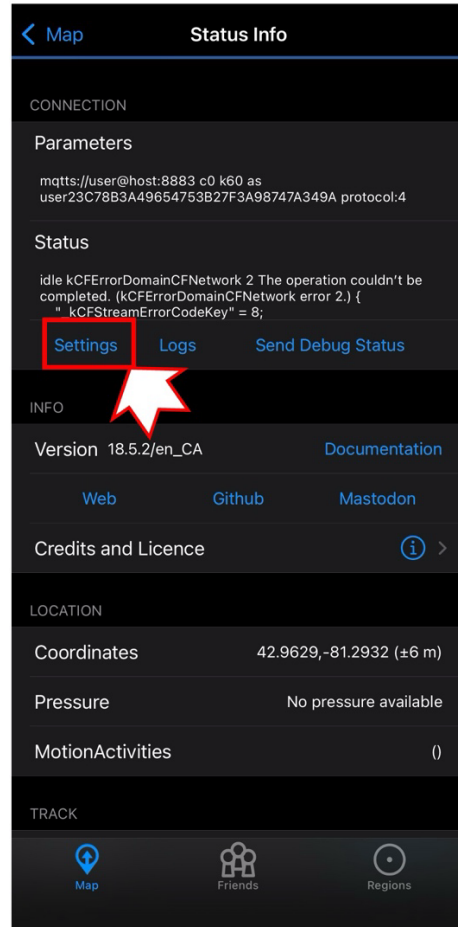 Map
Status Info
CONNECTION
Parameters
mqtts://user@host:8883 c0 k60 as
user23C78B3A49654753B27F3A98747A349A protocol:4
Status
idle kCFErrorDomainCFNetwork 2 The operation couldn’t be
completed. (kCFErrorDomainCFNetwork error 2.) {
"_kCFStreamErrorCodeKey" = 8;
Settings Logs Send Debug Status
INFO
Version 18.5.2/en_CA Documentation
Web Github Mastodon
Credits and Licence
LOCATION
Coordinates 42.9629,-81.2932 (±6 m)
Pressure No pressure available
MotionActivities ()
TRACK
Map Friends Regions